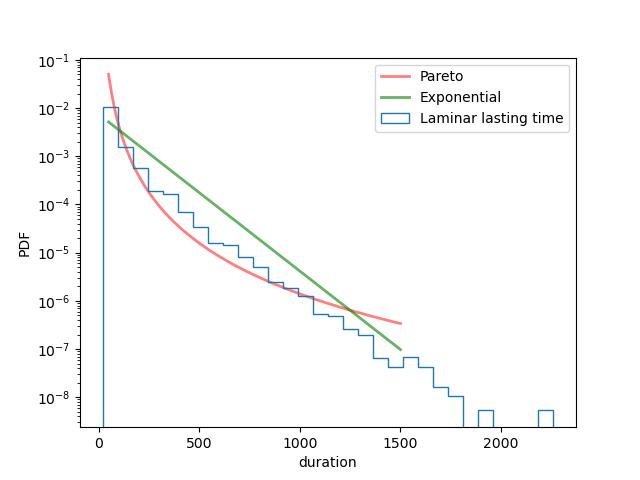 Pareto
Exponential
Laminar lasting time
10⁻¹
10⁻²
10⁻³
10⁻⁴
10⁻⁵
10⁻⁶
10⁻⁷
10⁻⁸
PDF
0 500 1000 1500 2000
duration